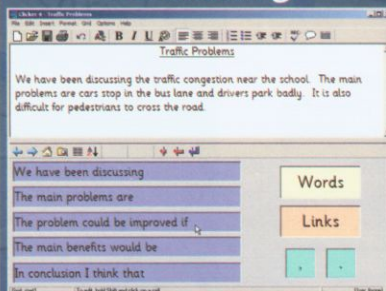 Clicker 4 - Traffic Problems
File Edit Insert Format Grid Options Help
B I U
Traffic Problems
We have been discussing the traffic congestion near the school. The main
problems are cars stop in the bus lane and drivers park badly. It is also
difficult for pedestrians to cross the road.
We have been discussing
The main problems are
The problem could be improved if
The main benefits would be
In conclusion I think that
Words
Links
, .